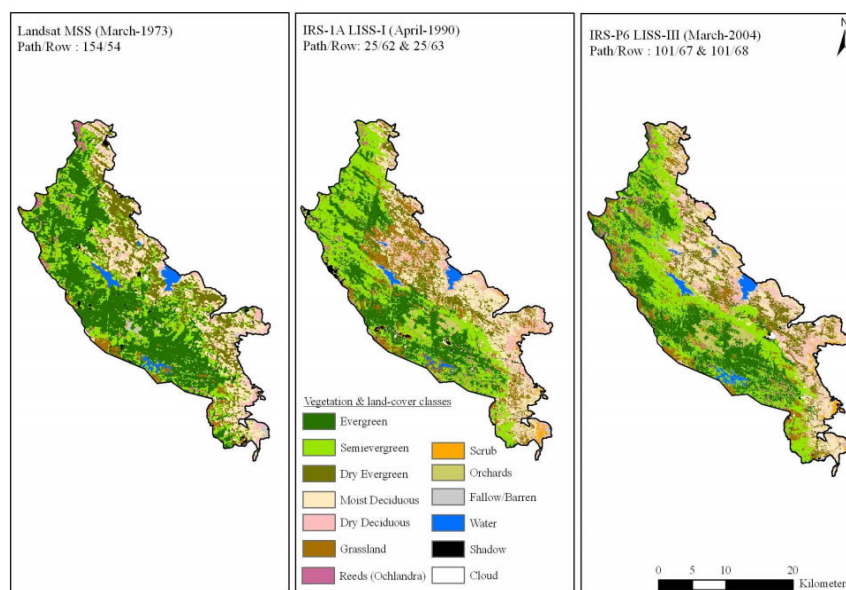 Landsat MSS (March-1973)
Path/Row : 154/54
IRS-1A LISS-I (April-1990)
Path/Row: 25/62 & 25/63
IRS-P6 LISS-III (March-2004)
Path/Row : 101/67 & 101/68
N
Vegetation & land-cover classes
Evergreen
Semievergreen
Dry Evergreen
Moist Deciduous
Dry Deciduous
Grassland
Reeds (Ochlandra)
Scrub
Orchards
Fallow/Barren
Water
Shadow
Cloud
0 5 10 20
Kilometer